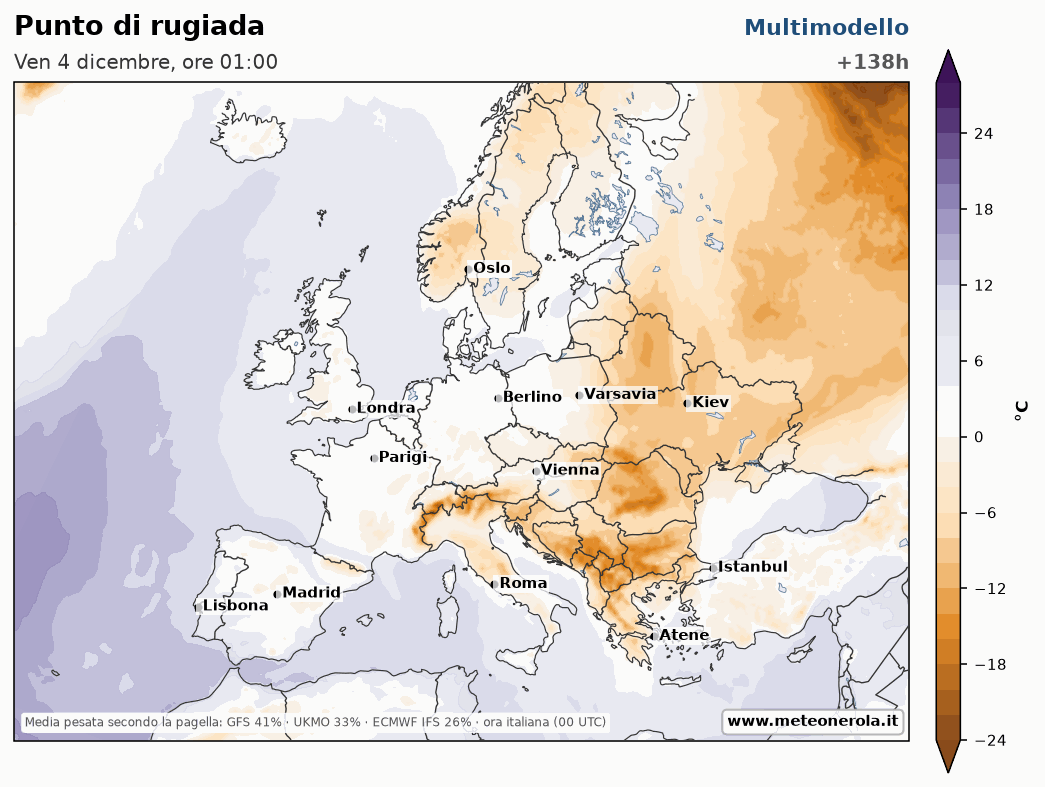 Punto di rugiada
Multimodello
Ven 4 dicembre, ore 01:00
+138h
24
18
12
6
0
−6
−12
−18
−24
°C
Oslo
Londra
Berlino
Varsavia
Kiev
Parigi
Vienna
Istanbul
Roma
Madrid
Lisbona
Atene
Media pesata secondo la pagella: GFS 41% · UKMO 33% · ECMWF IFS 26% · ora italiana (00 UTC)
www.meteonerola.it